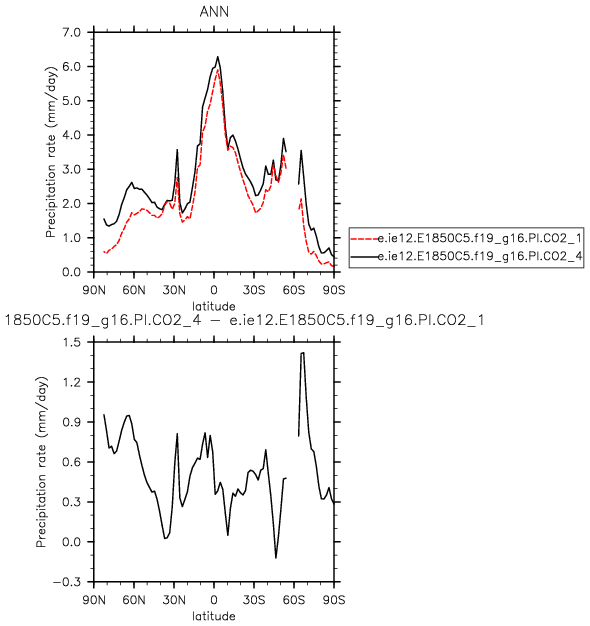 ANN
7.0
6.0
5.0
4.0
3.0
2.0
1.0
0.0
Precipitation rate (mm/day)
90N 60N 30N 0 30S 60S 90S
latitude
e.ie12.E1850C5.f19_g16.PI.CO2_1
e.ie12.E1850C5.f19_g16.PI.CO2_4
1850C5.f19_g16.PI.CO2_4 − e.ie12.E1850C5.f19_g16.PI.CO2_1
1.5
1.2
0.9
0.6
0.3
0.0
−0.3
Precipitation rate (mm/day)
90N 60N 30N 0 30S 60S 90S
latitude